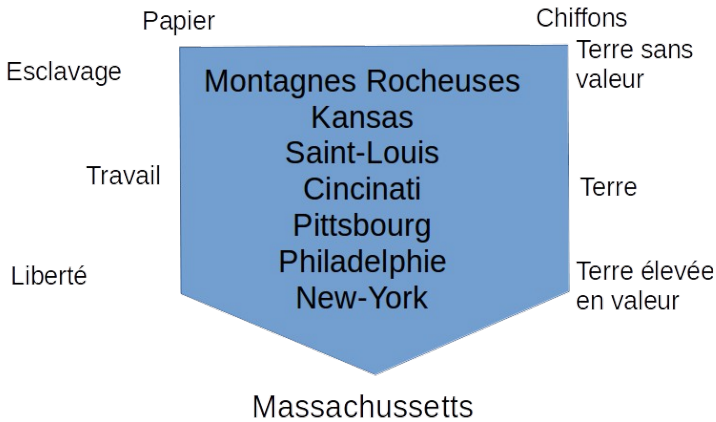 Papier
Chiffons
Esclavage
Terre sans
valeur
Montagnes Rocheuses
Kansas
Saint-Louis
Travail
Cincinati
Terre
Pittsbourg
Philadelphie
Liberté
Terre élevée
en valeur
New-York
Massachussetts